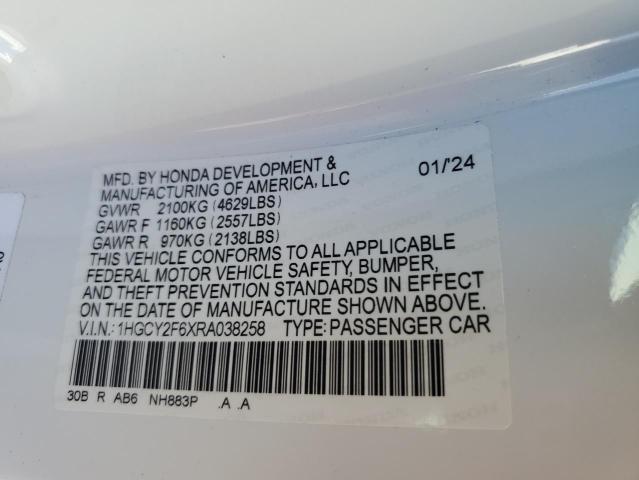 MFD. BY HONDA DEVELOPMENT & 01/'24
MANUFACTURING OF AMERICA, LLC
GVWR 2100KG (4629LBS)
GAWR F 1160KG (2557LBS)
GAWR R 970KG (2138LBS)
THIS VEHICLE CONFORMS TO ALL APPLICABLE
FEDERAL MOTOR VEHICLE SAFETY, BUMPER,
AND THEFT PREVENTION STANDARDS IN EFFECT
ON THE DATE OF MANUFACTURE SHOWN ABOVE.
V.I.N.: 1HGCY2F6XRA038258 TYPE: PASSENGER CAR
30B R AB6 NH883P .A .A